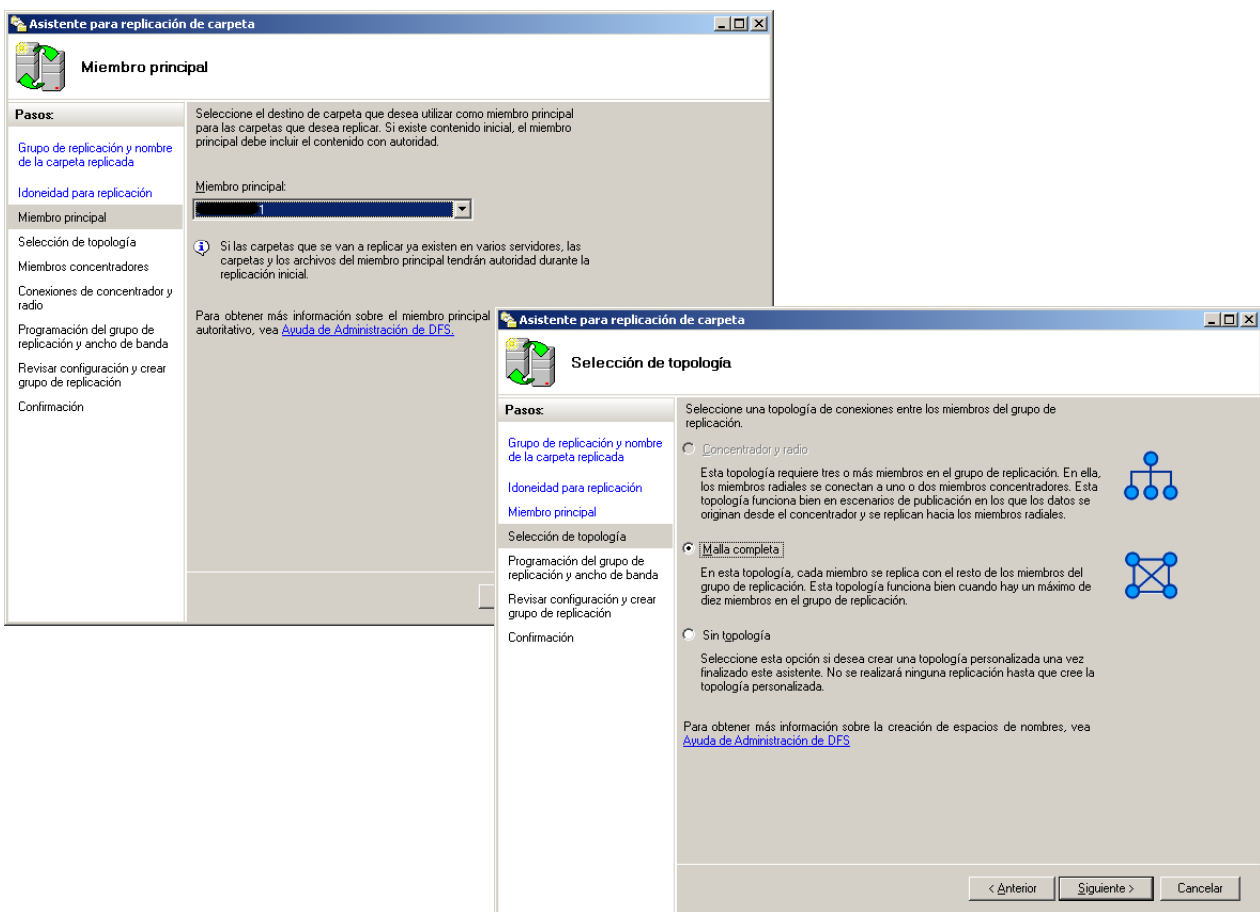 Asistente para replicación de carpeta
Miembro principal
Pasos:
Grupo de replicación y nombre
de la carpeta replicada
Idoneidad para replicación
Miembro principal
Selección de topología
Miembros concentradores
Conexiones de concentrador y
radio
Programación del grupo de
replicación y ancho de banda
Revisar configuración y crear
grupo de replicación
Confirmación
Seleccione el destino de carpeta que desea utilizar como miembro principal
para las carpetas que desea replicar. Si existe contenido inicial, el miembro
principal debe incluir el contenido con autoridad.
Miembro principal:
1
Si las carpetas que se van a replicar ya existen en varios servidores, las
carpetas y los archivos del miembro principal tendrán autoridad durante la
replicación inicial.
Para obtener más información sobre el miembro principal
autoritativo, vea Ayuda de Administración de DFS.
Asistente para replicación de carpeta
Selección de topología
Pasos:
Grupo de replicación y nombre
de la carpeta replicada
Idoneidad para replicación
Miembro principal
Selección de topología
Programación del grupo de
replicación y ancho de banda
Revisar configuración y crear
grupo de replicación
Confirmación
Seleccione una topología de conexiones entre los miembros del grupo de
replicación.
Concentrador y radio
Esta topología requiere tres o más miembros en el grupo de replicación. En ella,
los miembros radiales se conectan a uno o dos miembros concentradores. Esta
topología funciona bien en escenarios de publicación en los que los datos se
originan desde el concentrador y se replican hacia los miembros radiales.
Malla completa
En esta topología, cada miembro se replica con el resto de los miembros del
grupo de replicación. Esta topología funciona bien cuando hay un máximo de
diez miembros en el grupo de replicación.
Sin topología
Seleccione esta opción si desea crear una topología personalizada una vez
finalizado este asistente. No se realizará ninguna replicación hasta que cree la
topología personalizada.
Para obtener más información sobre la creación de espacios de nombres, vea
Ayuda de Administración de DFS
< Anterior
Siguiente >
Cancelar